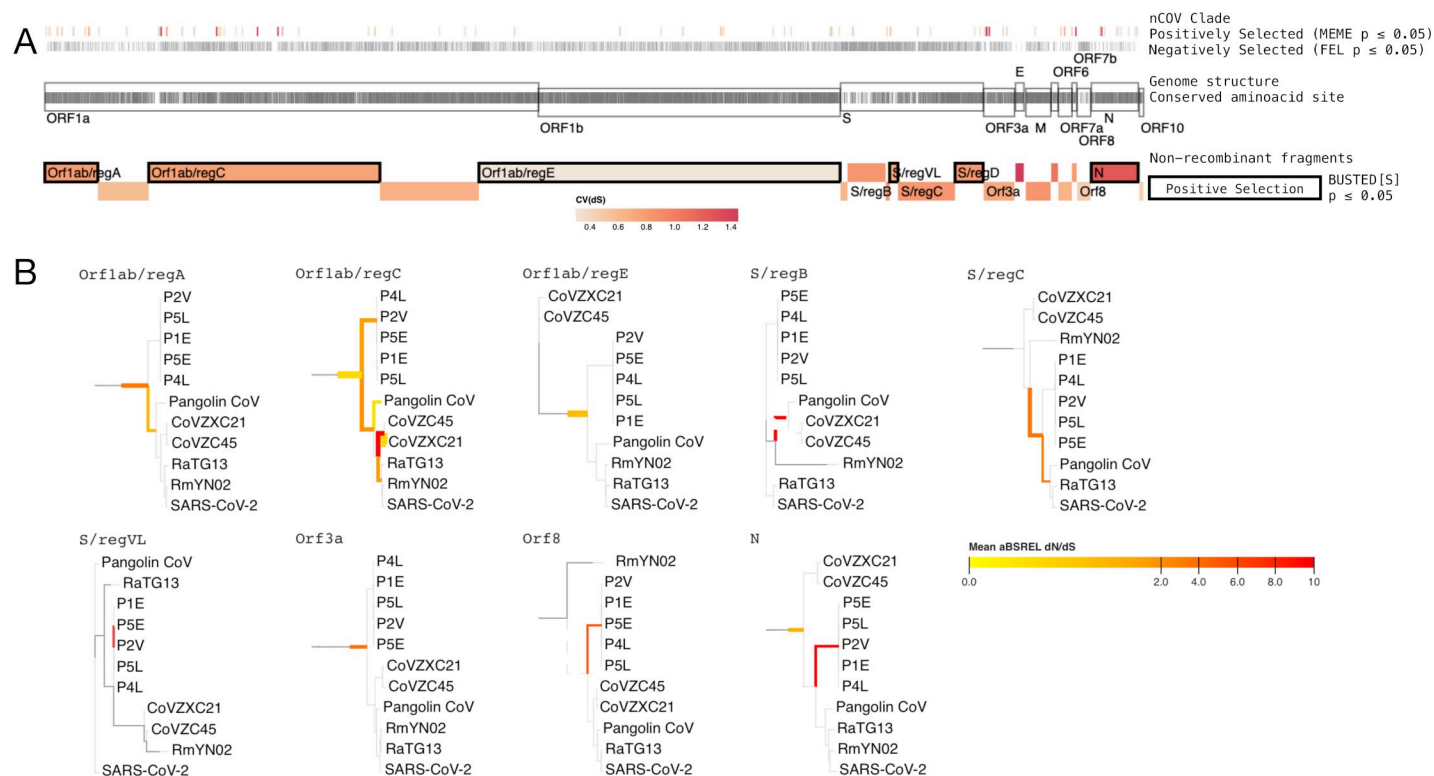 A
nCOV Clade
Positively Selected (MEME p ≤ 0.05)
Negatively Selected (FEL p ≤ 0.05)
ORF7b
E ORF6
Genome structure
Conserved aminoacid site
ORF1a ORF1b S ORF3a M ORF7a N ORF10
ORF8
Non-recombinant fragments
Orf1ab/regA Orf1ab/regC Orf1ab/regE S/regVL S/regD N
S/regB S/regC Orf3a Orf8
Positive Selection
BUSTED[S]
p ≤ 0.05
CV(dS)
0.4 0.6 0.8 1.0 1.2 1.4
B
Orf1ab/regA
P2V
P5L
P1E
P5E
P4L
Pangolin CoV
CoVZXC21
CoVZC45
RaTG13
RmYN02
SARS-CoV-2
Orf1ab/regC
P4L
P2V
P5E
P1E
P5L
Pangolin CoV
CoVZC45
CoVZXC21
RaTG13
RmYN02
SARS-CoV-2
Orf1ab/regE
CoVZXC21
CoVZC45
P2V
P5E
P4L
P5L
P1E
Pangolin CoV
RmYN02
RaTG13
SARS-CoV-2
S/regB
P5E
P4L
P1E
P2V
P5L
Pangolin CoV
CoVZXC21
CoVZC45
RmYN02
RaTG13
SARS-CoV-2
S/regC
CoVZXC21
CoVZC45
RmYN02
P1E
P4L
P2V
P5L
P5E
Pangolin CoV
RaTG13
SARS-CoV-2
S/regVL
Pangolin CoV
RaTG13
P1E
P5E
P2V
P5L
P4L
CoVZXC21
CoVZC45
RmYN02
SARS-CoV-2
Orf3a
P4L
P1E
P5L
P2V
P5E
CoVZXC21
CoVZC45
Pangolin CoV
RmYN02
RaTG13
SARS-CoV-2
Orf8
RmYN02
P2V
P1E
P5E
P4L
P5L
CoVZC45
CoVZXC21
Pangolin CoV
RaTG13
SARS-CoV-2
N
CoVZXC21
CoVZC45
P5E
P5L
P2V
P1E
P4L
Pangolin CoV
RaTG13
RmYN02
SARS-CoV-2
Mean aBSREL dN/dS
0.0 2.0 4.0 6.0 8.0 10